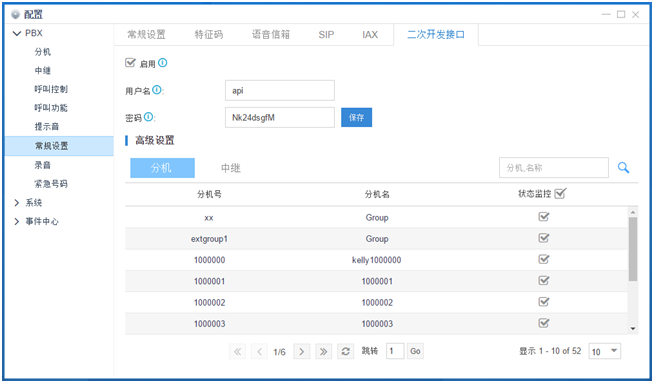 配置
PBX
分机
中继
呼叫控制
呼叫功能
提示音
常规设置
录音
紧急号码
系统
事件中心
常规设置 特征码 语音信箱 SIP IAX 二次开发接口
启用
用户名: api
密码: Nk24dsgfM 保存
高级设置
分机 中继 分机,名称
分机号 分机名 状态监控
xx Group
extgroup1 Group
1000000 kelly1000000
1000001 1000001
1000002 1000002
1000003 1000003
1/6 跳转 1 Go 显示 1 - 10 of 52 10